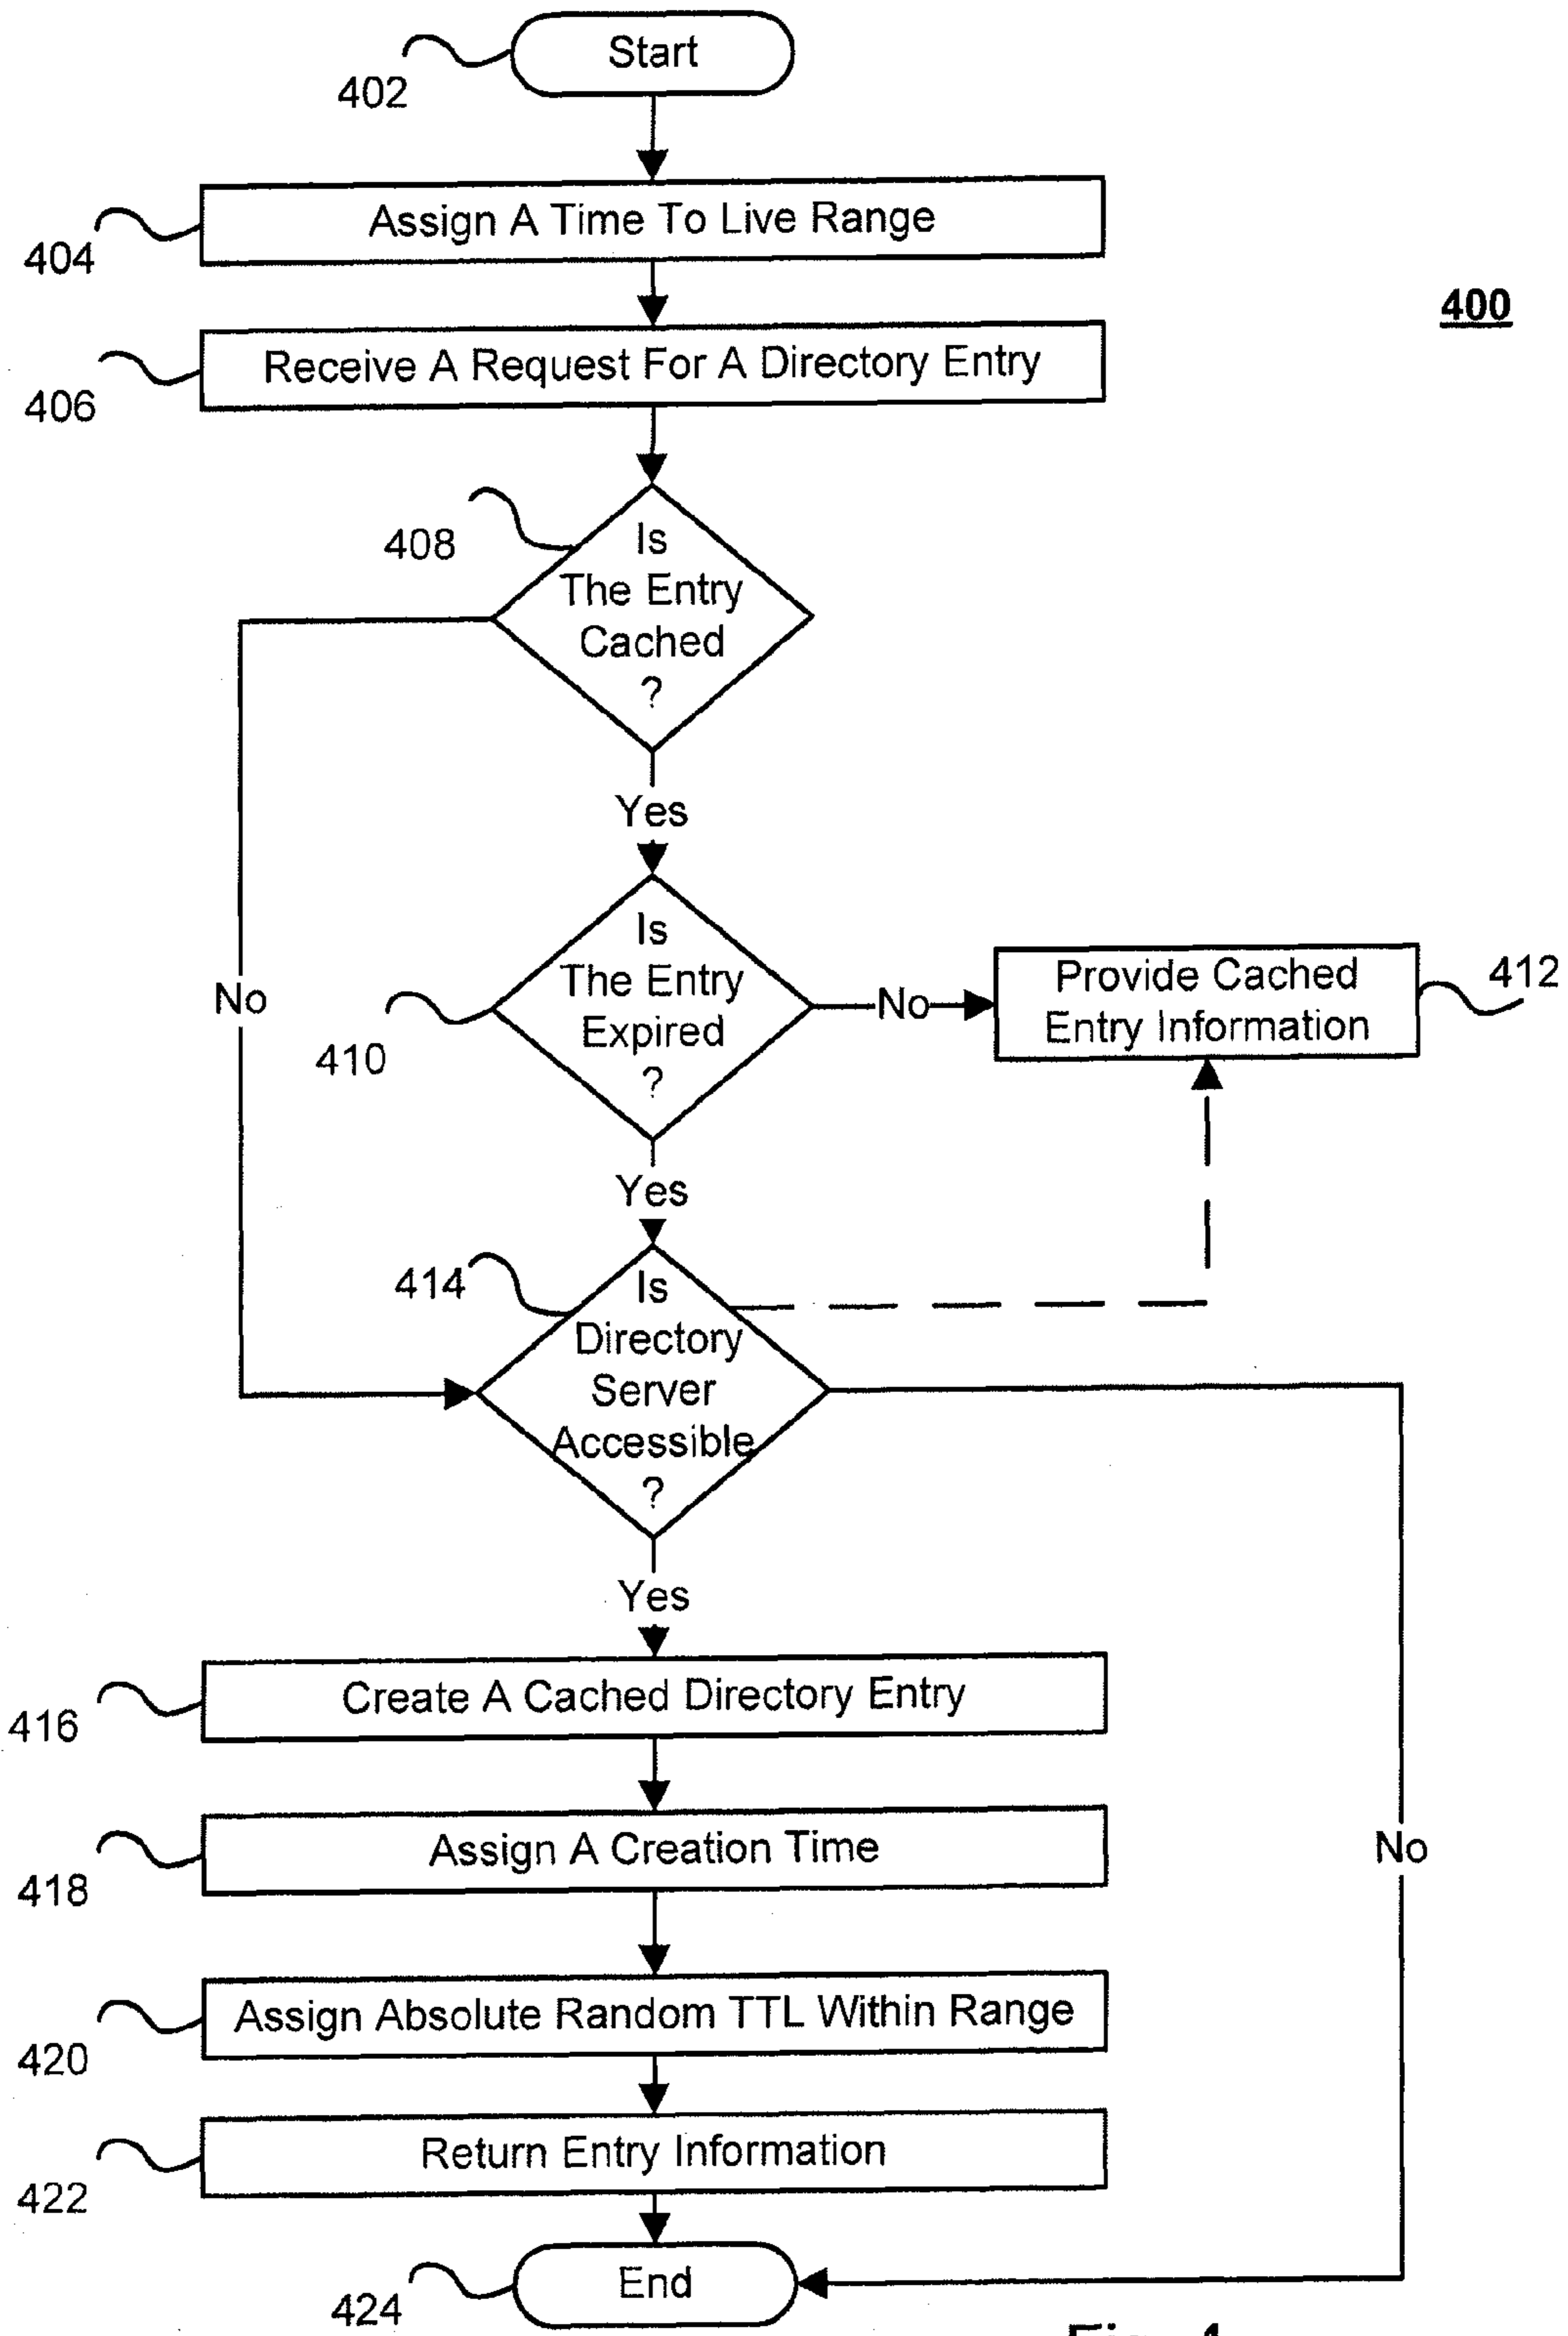 Start
402
Assign A Time To Live Range
404
400
Receive A Request For A Directory Entry
406
Is
The Entry
Cached
?
408
Yes
No
Is
The Entry
Expired
?
410
No
Provide Cached
Entry Information
412
Yes
414
Is
Directory
Server
Accessible
?
Yes
No
Create A Cached Directory Entry
416
Assign A Creation Time
418
Assign Absolute Random TTL Within Range
420
Return Entry Information
422
End
424